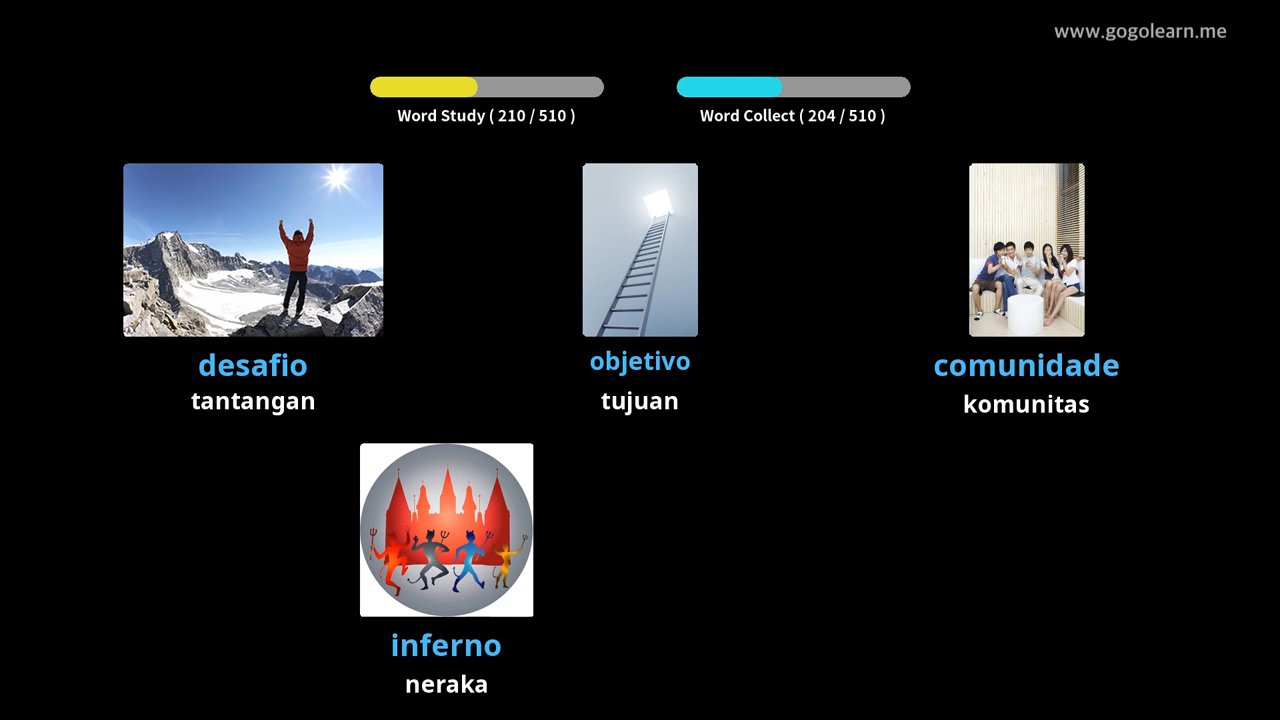 www.gogolearn.me
Word Study ( 210 / 510 )
Word Collect ( 204 / 510 )
desafio
tantangan
objetivo
tujuan
comunidade
komunitas
inferno
neraka